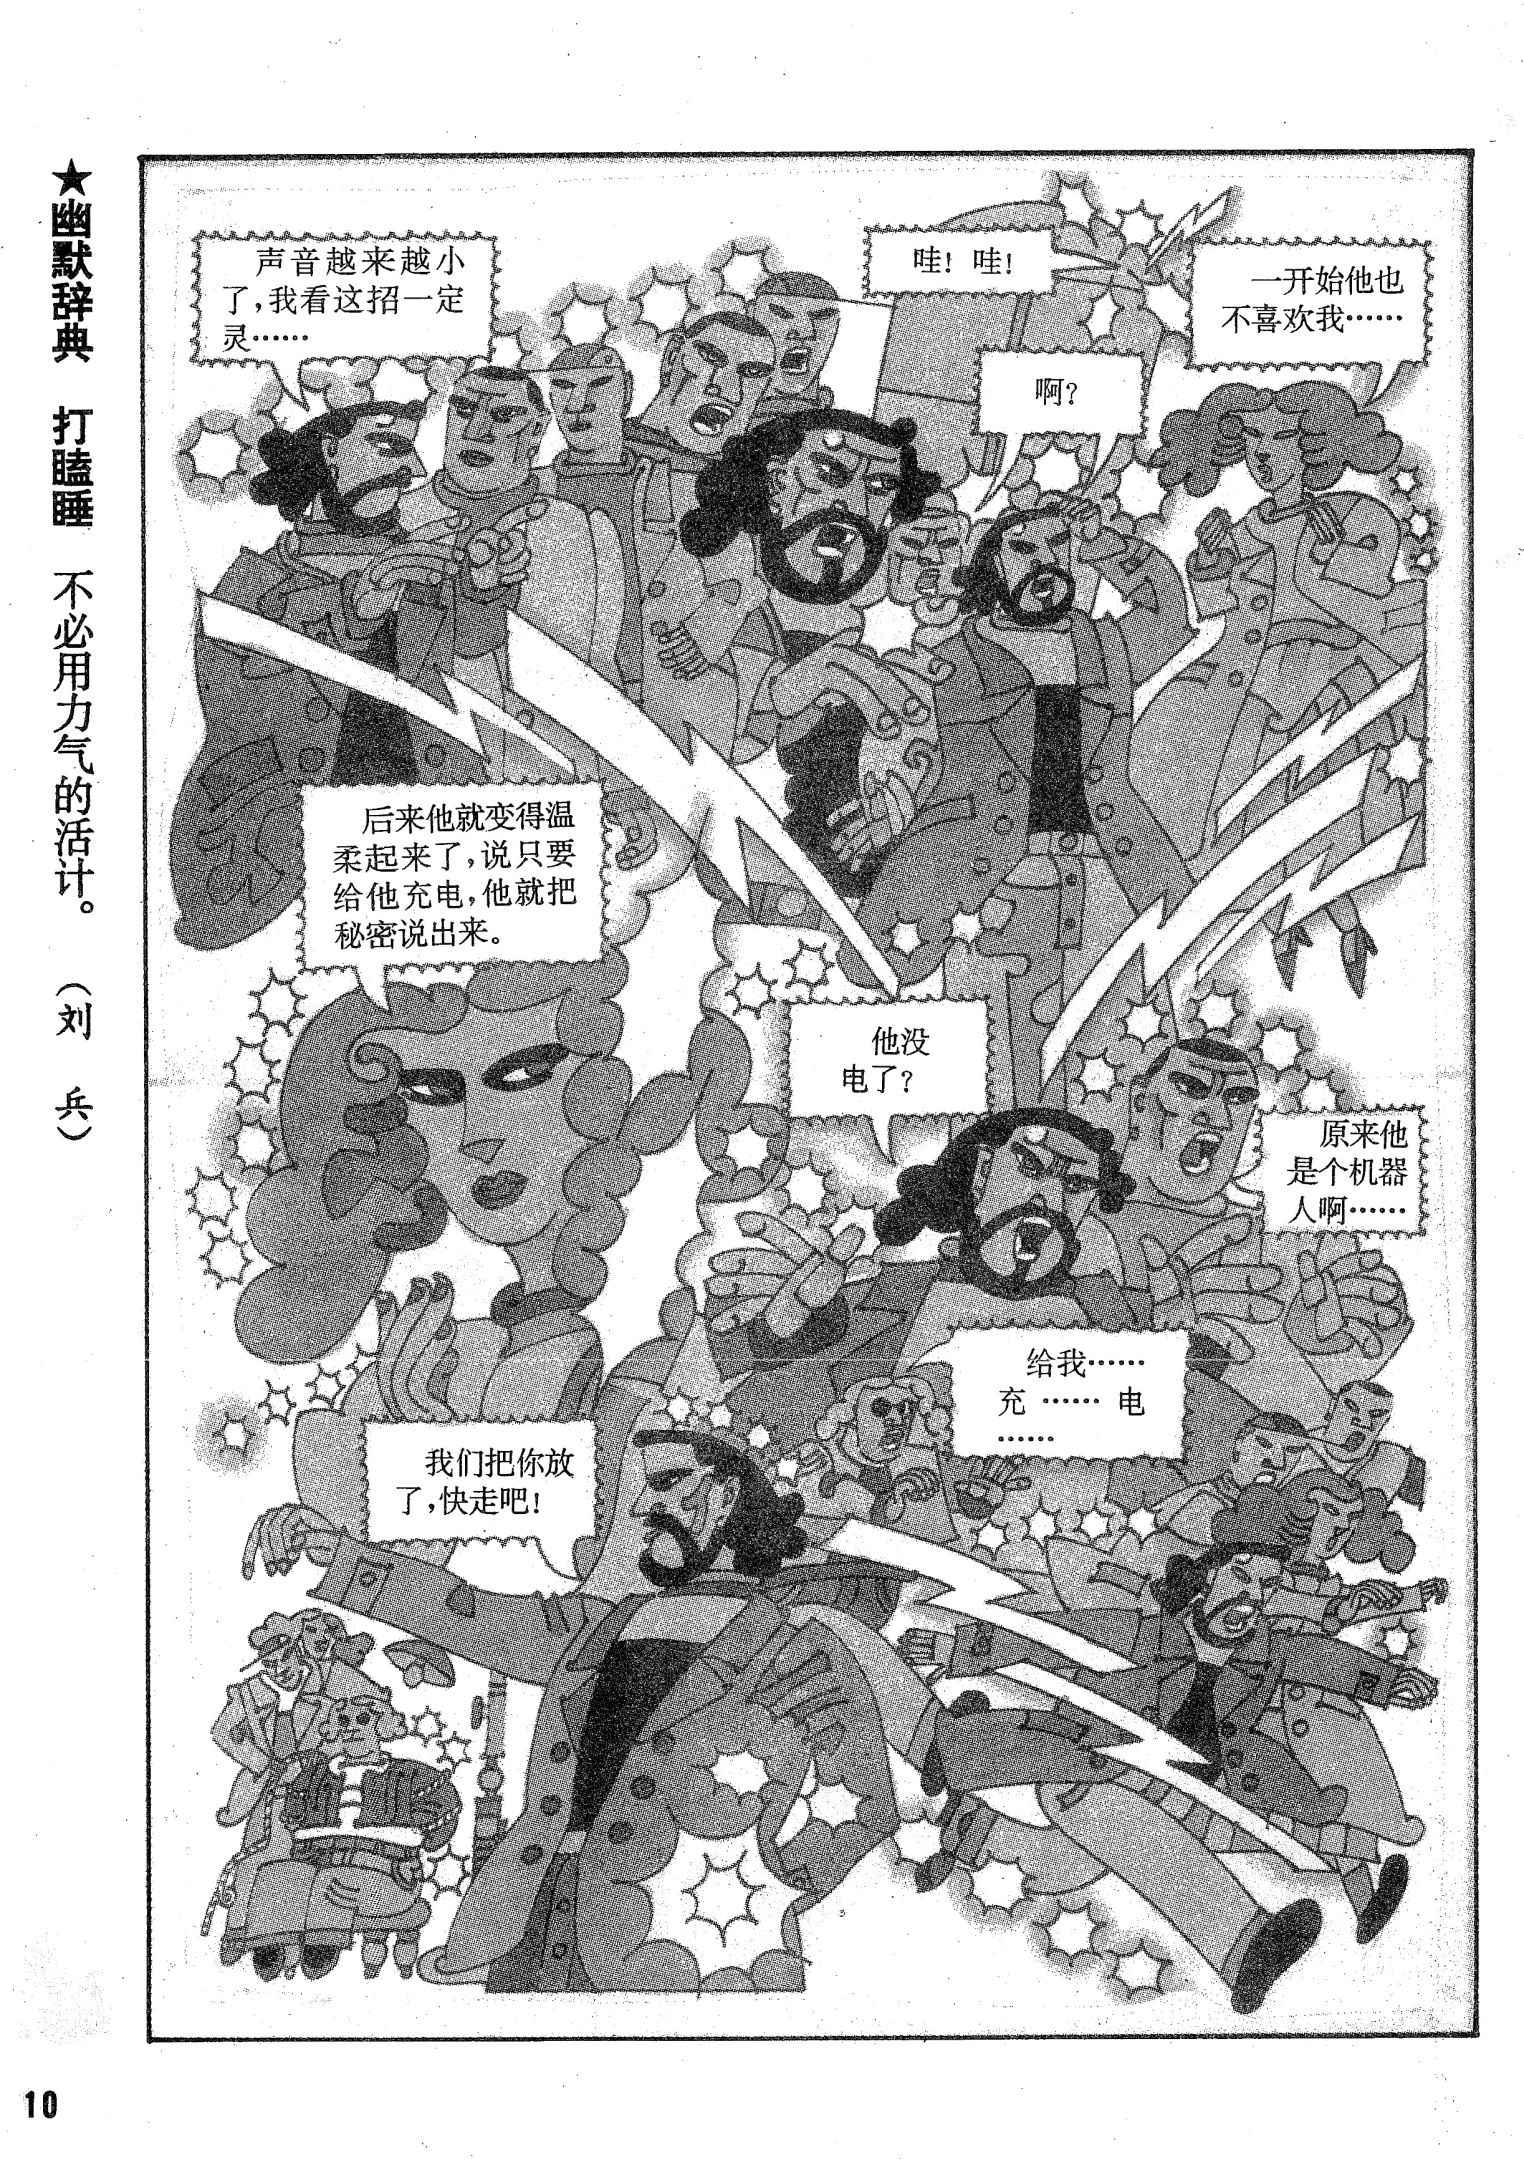 ★幽默辞典 打瞌睡 不必用力气的活计。 (刘 兵)
声音越来越小
了，我看这招一定
灵……
哇！哇！
一开始他也
不喜欢我……
啊？
后来他就变得温
柔起来了，说只要
给他充电，他就把
秘密说出来。
他没
电了？
原来他
是个机器
人啊……
给我……
充 …… 电
……
我们把你放
了，快走吧！
10